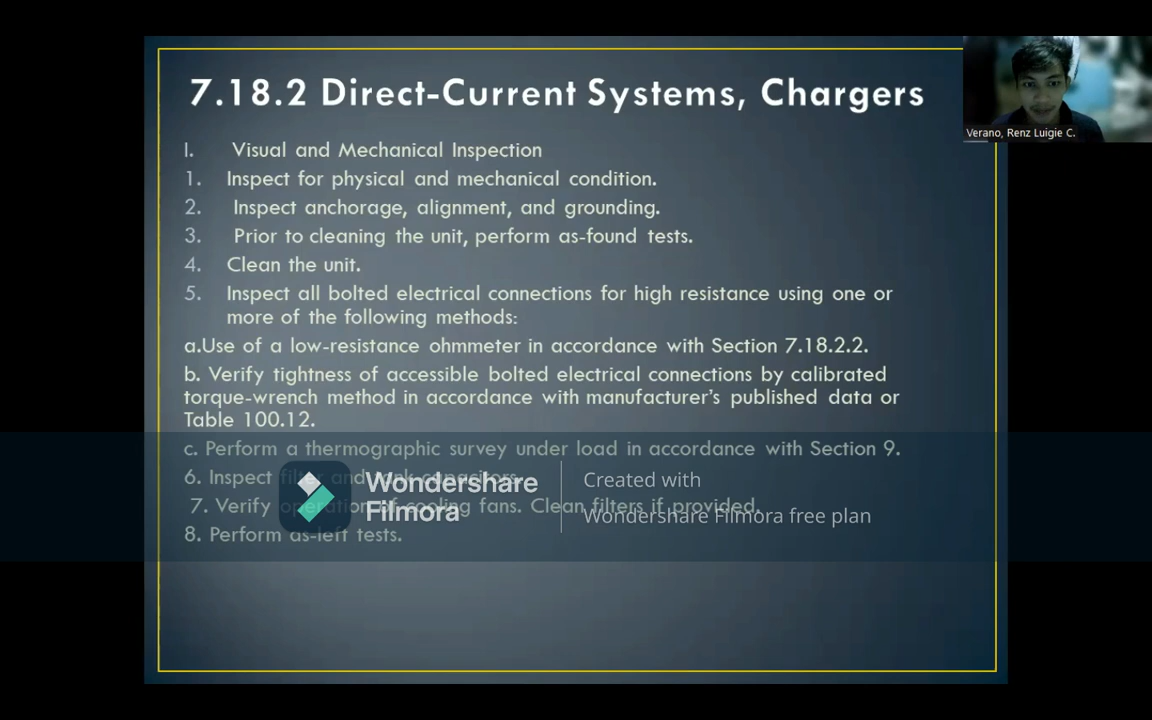 7.18.2 Direct-Current Systems, Chargers
Verano, Renz Luigie C.
I. Visual and Mechanical Inspection
1. Inspect for physical and mechanical condition.
2. Inspect anchorage, alignment, and grounding.
3. Prior to cleaning the unit, perform as-found tests.
4. Clean the unit.
5. Inspect all bolted electrical connections for high resistance using one or
more of the following methods:
a.Use of a low-resistance ohmmeter in accordance with Section 7.18.2.2.
b. Verify tightness of accessible bolted electrical connections by calibrated
torque-wrench method in accordance with manufacturer's published data or
Table 100.12.
c. Perform a thermographic survey under load in accordance with Section 9.
6. Inspect filter and tank capacitors.
7. Verify operation of cooling fans. Clean filters if provided.
8. Perform as-left tests.
Wondershare
Filmora
Created with
Wondershare Filmora free plan